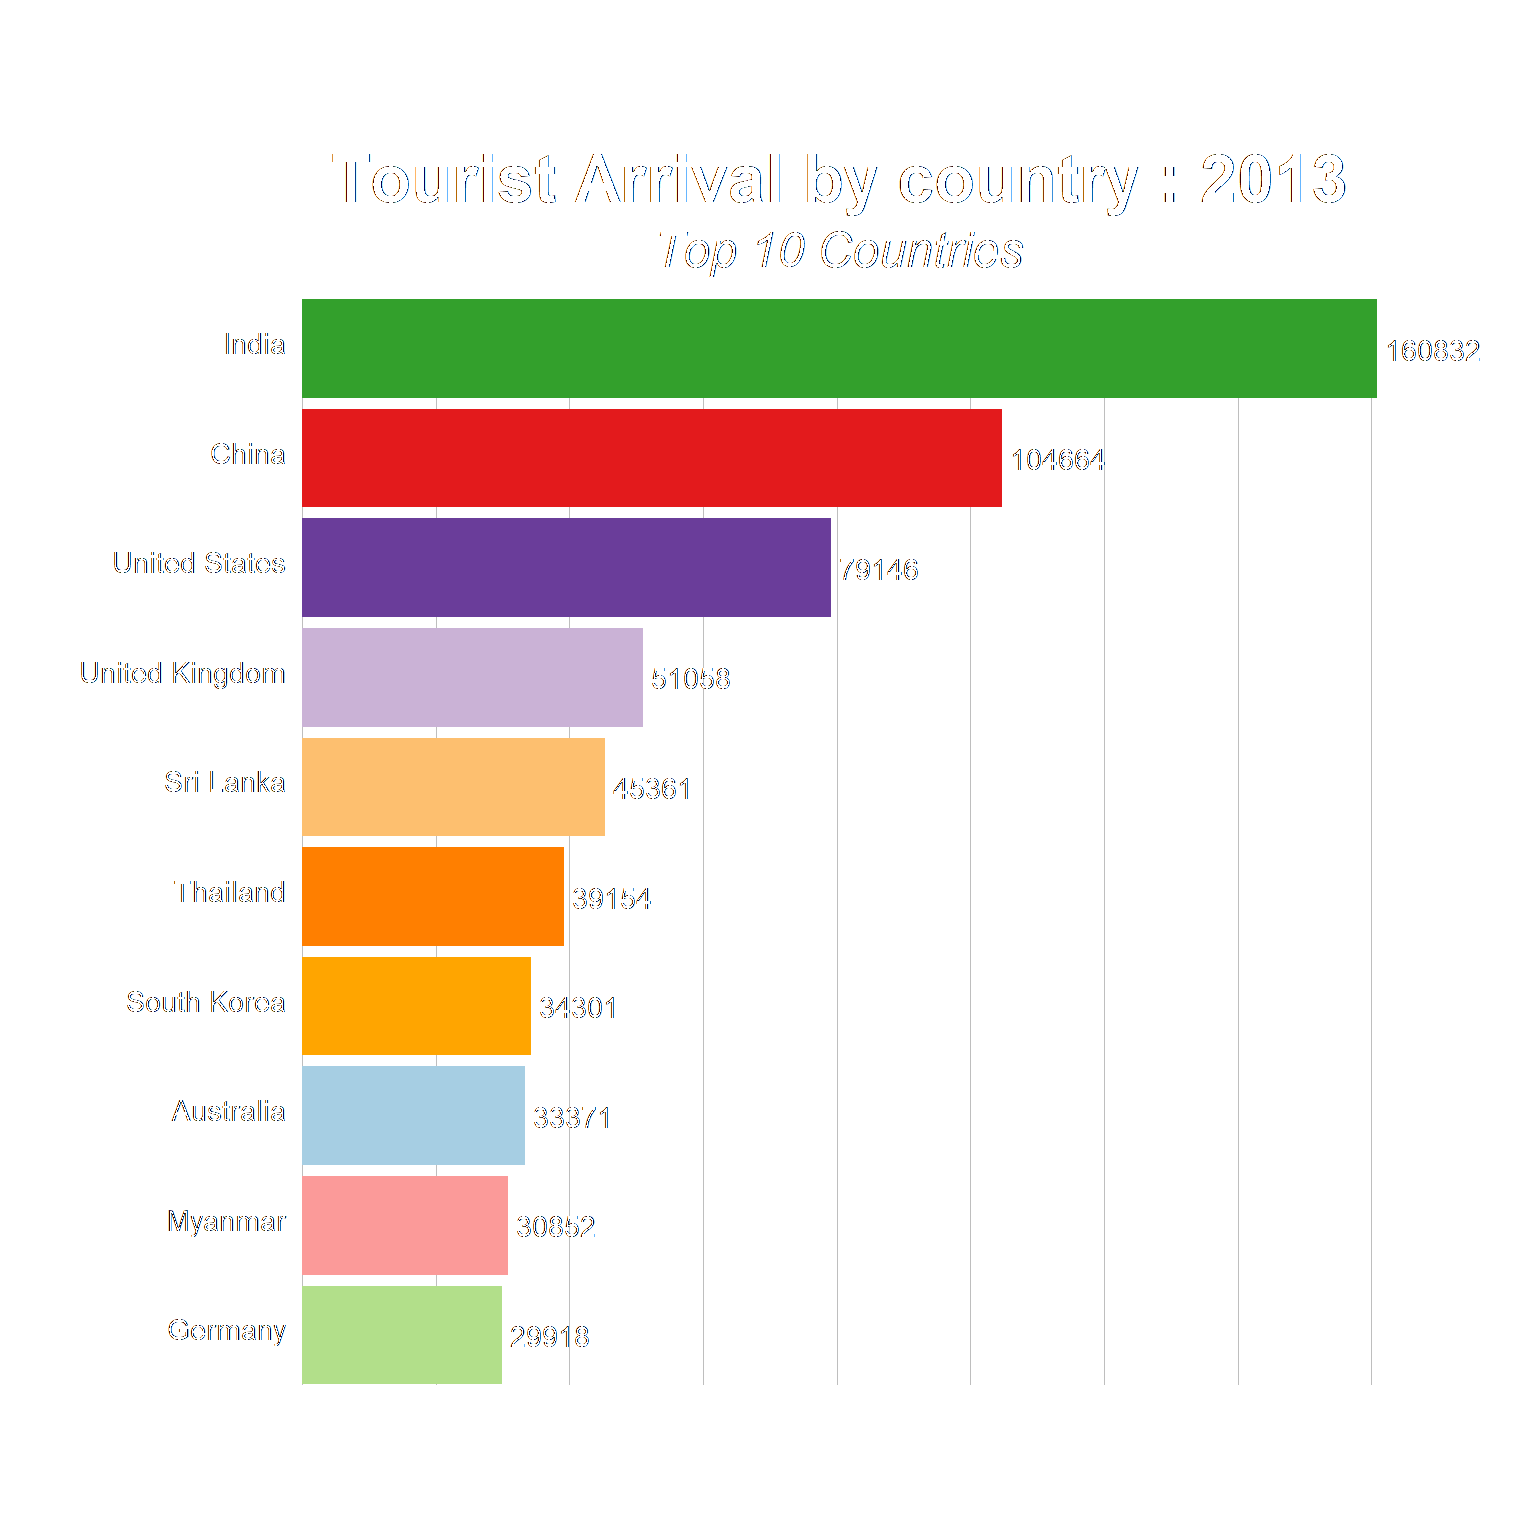 Tourist Arrival by country : 2013
Top 10 Countries
India 160832
China 104664
United States 79146
United Kingdom 51058
Sri Lanka 45361
Thailand 39154
South Korea 34301
Australia 33371
Myanmar 30852
Germany 29918